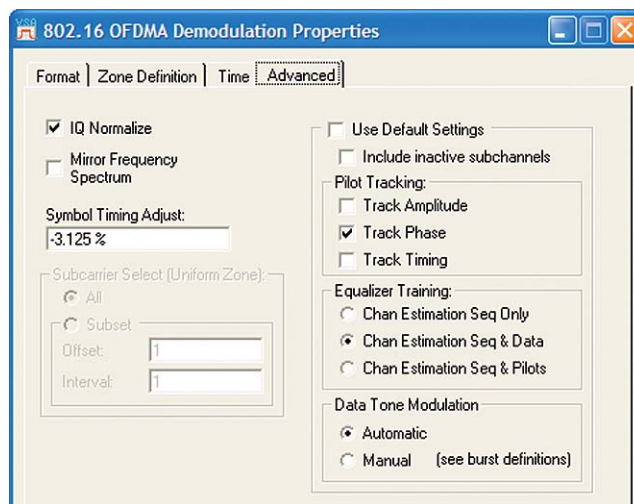 VSA
802.16 OFDMA Demodulation Properties
Format
Zone Definition
Time
Advanced
IQ Normalize
Mirror Frequency
Spectrum
Symbol Timing Adjust:
-3.125 %
Subcarrier Select (Uniform Zone):
All
Subset
Offset:
1
Interval:
1
Use Default Settings
Include inactive subchannels
Pilot Tracking:
Track Amplitude
Track Phase
Track Timing
Equalizer Training:
Chan Estimation Seq Only
Chan Estimation Seq & Data
Chan Estimation Seq & Pilots
Data Tone Modulation
Automatic
Manual (see burst definitions)